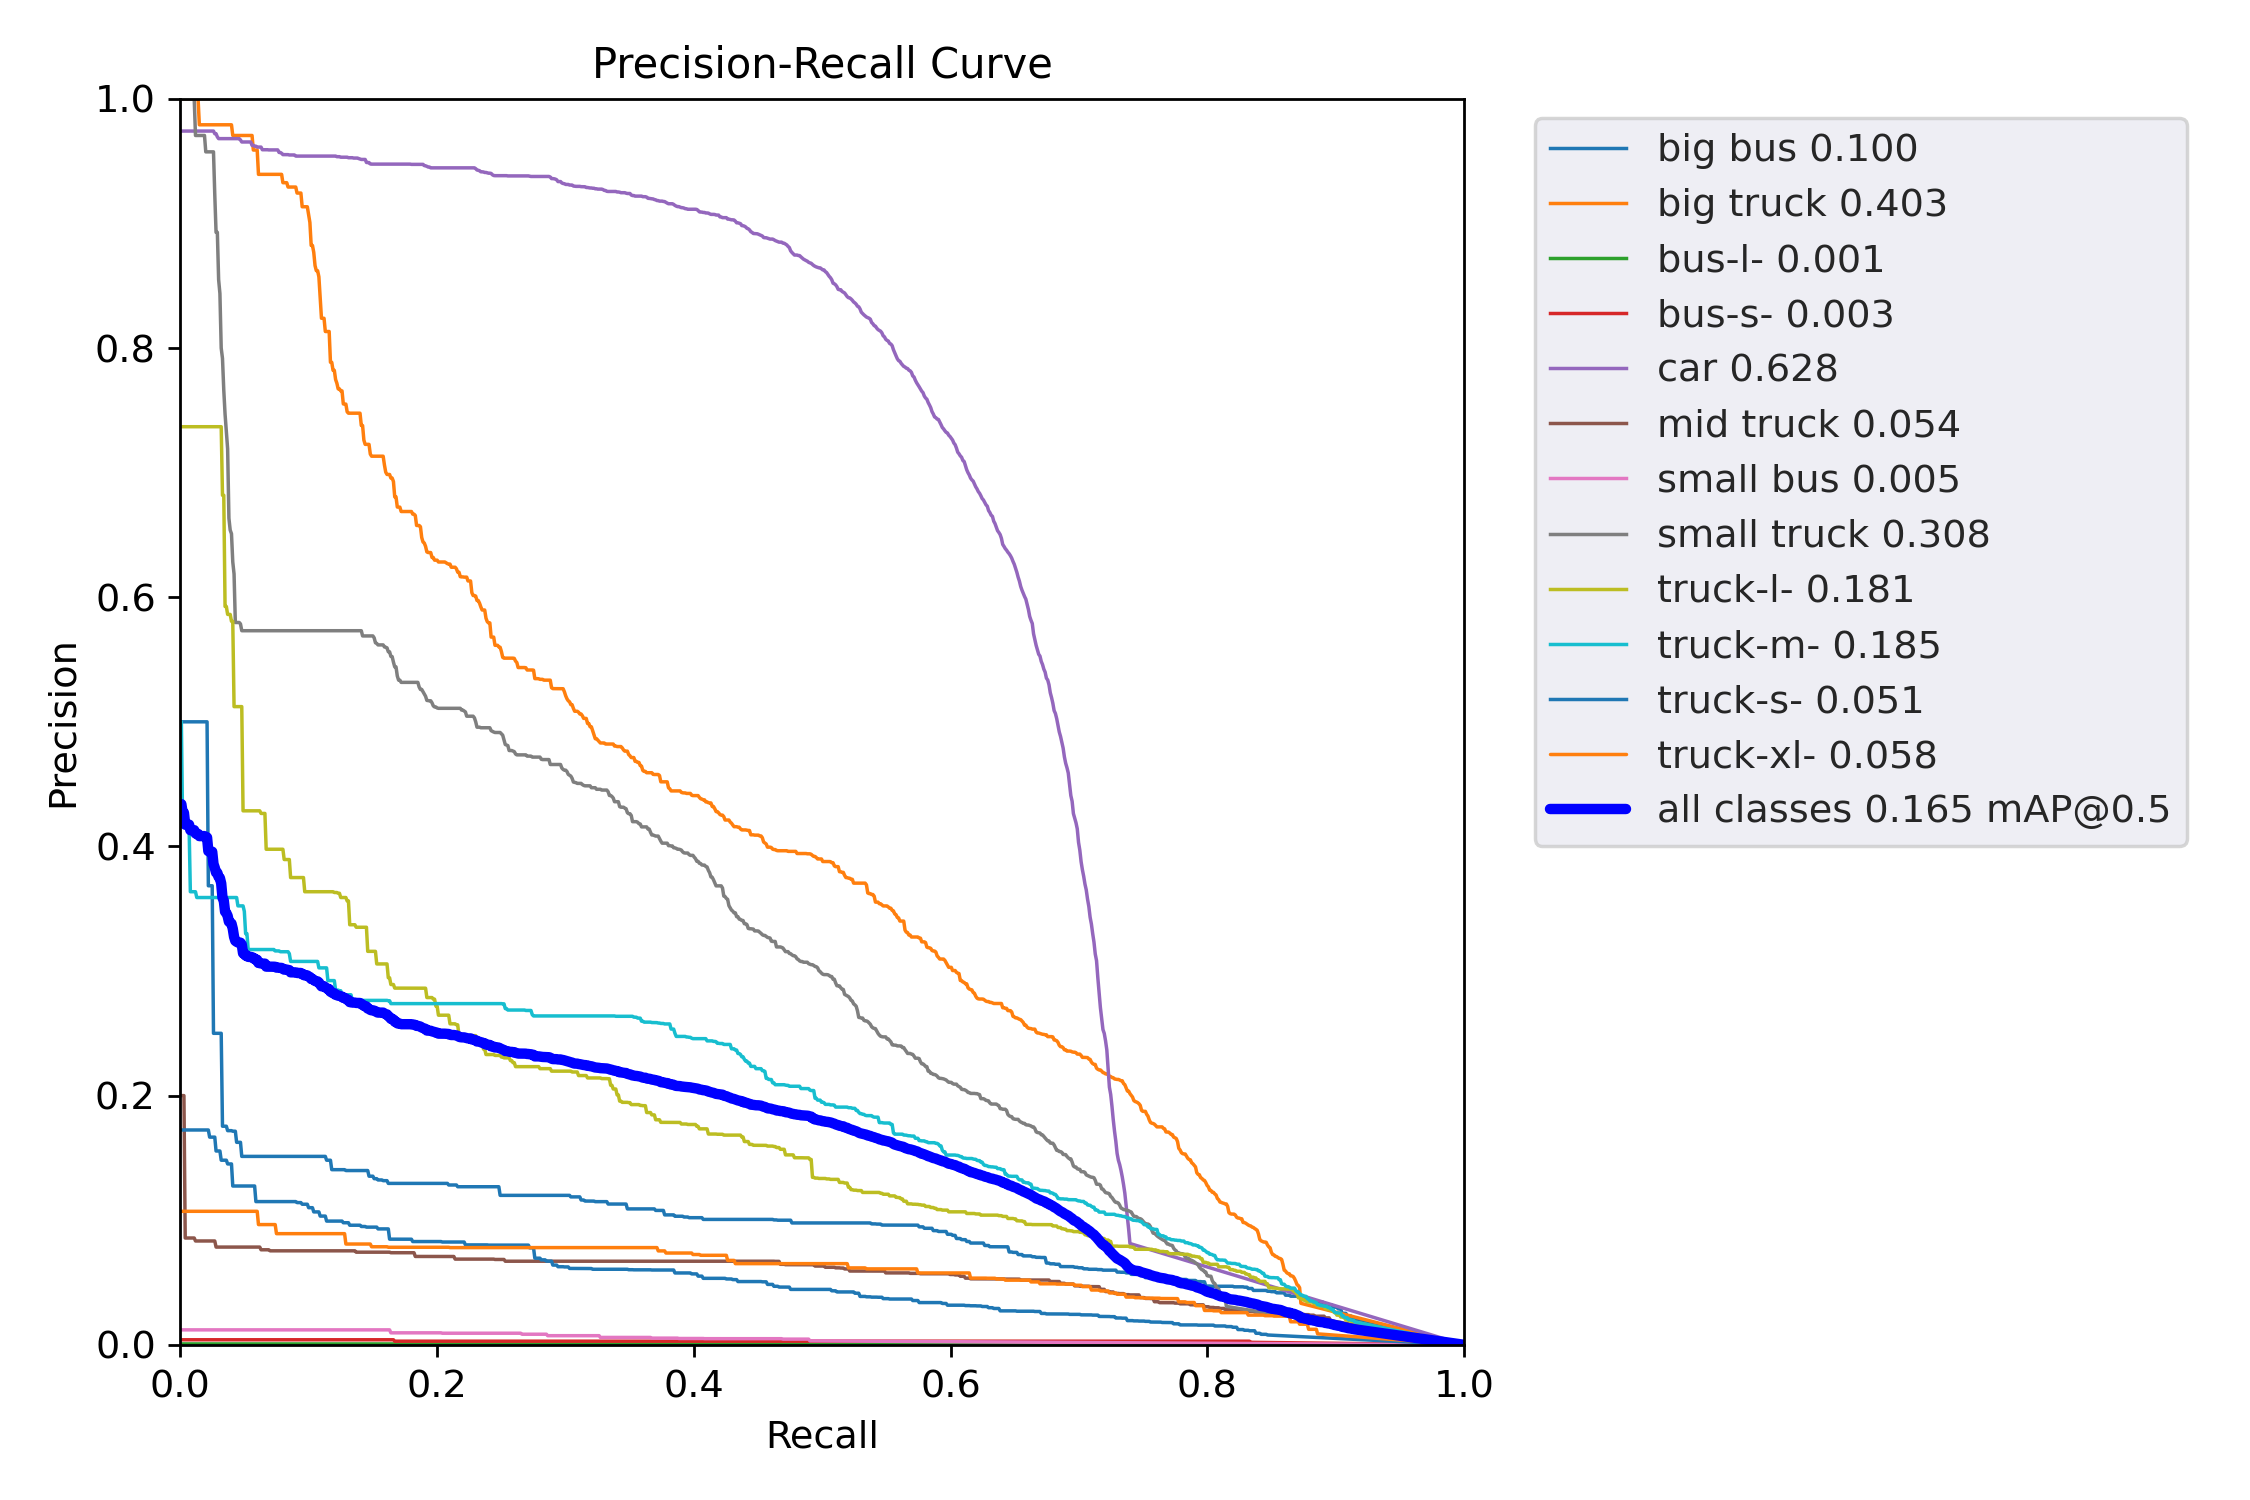 Precision-Recall Curve
1.0
0.8
0.6
0.4
0.2
0.0
Precision
0.0 0.2 0.4 0.6 0.8 1.0
Recall
big bus 0.100
big truck 0.403
bus-l- 0.001
bus-s- 0.003
car 0.628
mid truck 0.054
small bus 0.005
small truck 0.308
truck-l- 0.181
truck-m- 0.185
truck-s- 0.051
truck-xl- 0.058
all classes 0.165 mAP@0.5